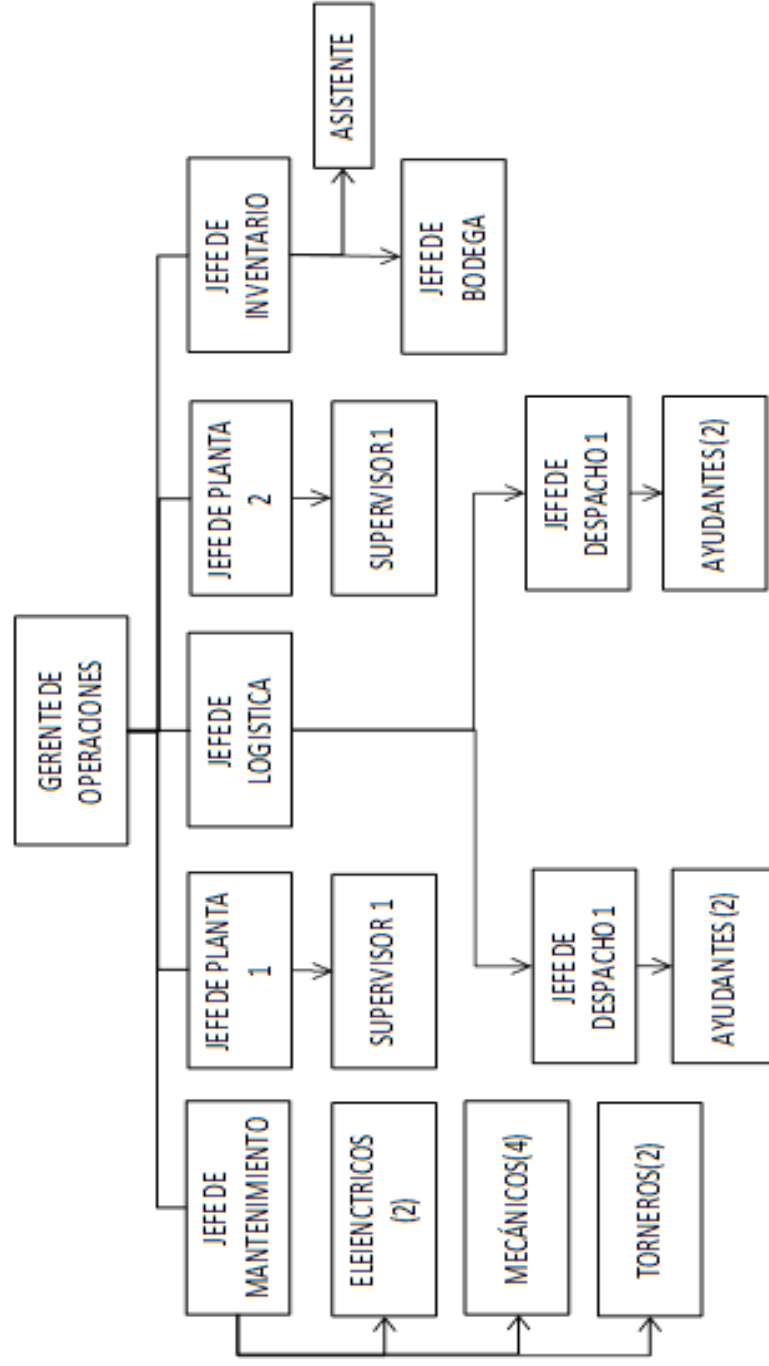 GERENTE DE
OPERACIONES
JEFE DE
MANTENIMIENTO
JEFE DE PLANTA
1
JEFE DE
LOGISTICA
JEFE DE PLANTA
2
JEFE DE
INVENTARIO
ELEIENCTRICOS
(2)
MECÁNICOS(4)
TORNEROS(2)
SUPERVISOR 1
JEFE DE
DESPACHO 1
AYUDANTES (2)
JEFE DE
DESPACHO 1
AYUDANTES (2)
SUPERVISOR 1
ASISTENTE
JEFE DE
BODEGA